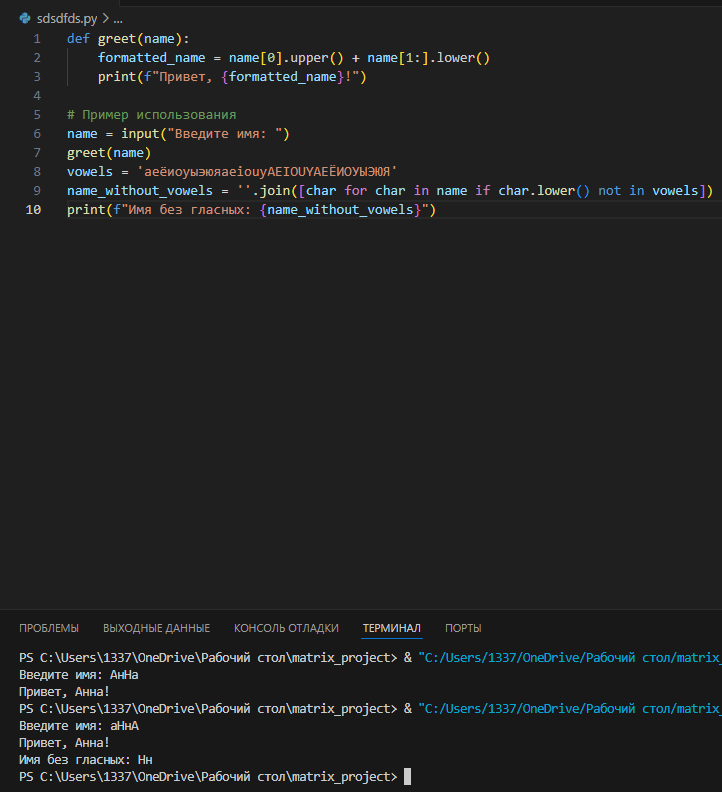 sdsdfds.py > ...
1 def greet(name):
2     formatted_name = name[0].upper() + name[1:].lower()
3     print(f"Привет, {formatted_name}!")
4
5 # Пример использования
6 name = input("Введите имя: ")
7 greet(name)
8 vowels = 'аеёиоуыэюяaeiouyAEIOUYАЕЁИОУЫЭЮЯ'
9 name_without_vowels = ''.join([char for char in name if char.lower() not in vowels])
10 print(f"Имя без гласных: {name_without_vowels}")
ПРОБЛЕМЫ ВЫХОДНЫЕ ДАННЫЕ КОНСОЛЬ ОТЛАДКИ ТЕРМИНАЛ ПОРТЫ
PS C:\Users\1337\OneDrive\Рабочий стол\matrix_project> & "C:/Users/1337/OneDrive/Рабочий стол/matrix_
Введите имя: АнНа
Привет, Анна!
PS C:\Users\1337\OneDrive\Рабочий стол\matrix_project> & "C:/Users/1337/OneDrive/Рабочий стол/matrix_
Введите имя: аНнА
Привет, Анна!
Имя без гласных: Нн
PS C:\Users\1337\OneDrive\Рабочий стол\matrix_project>